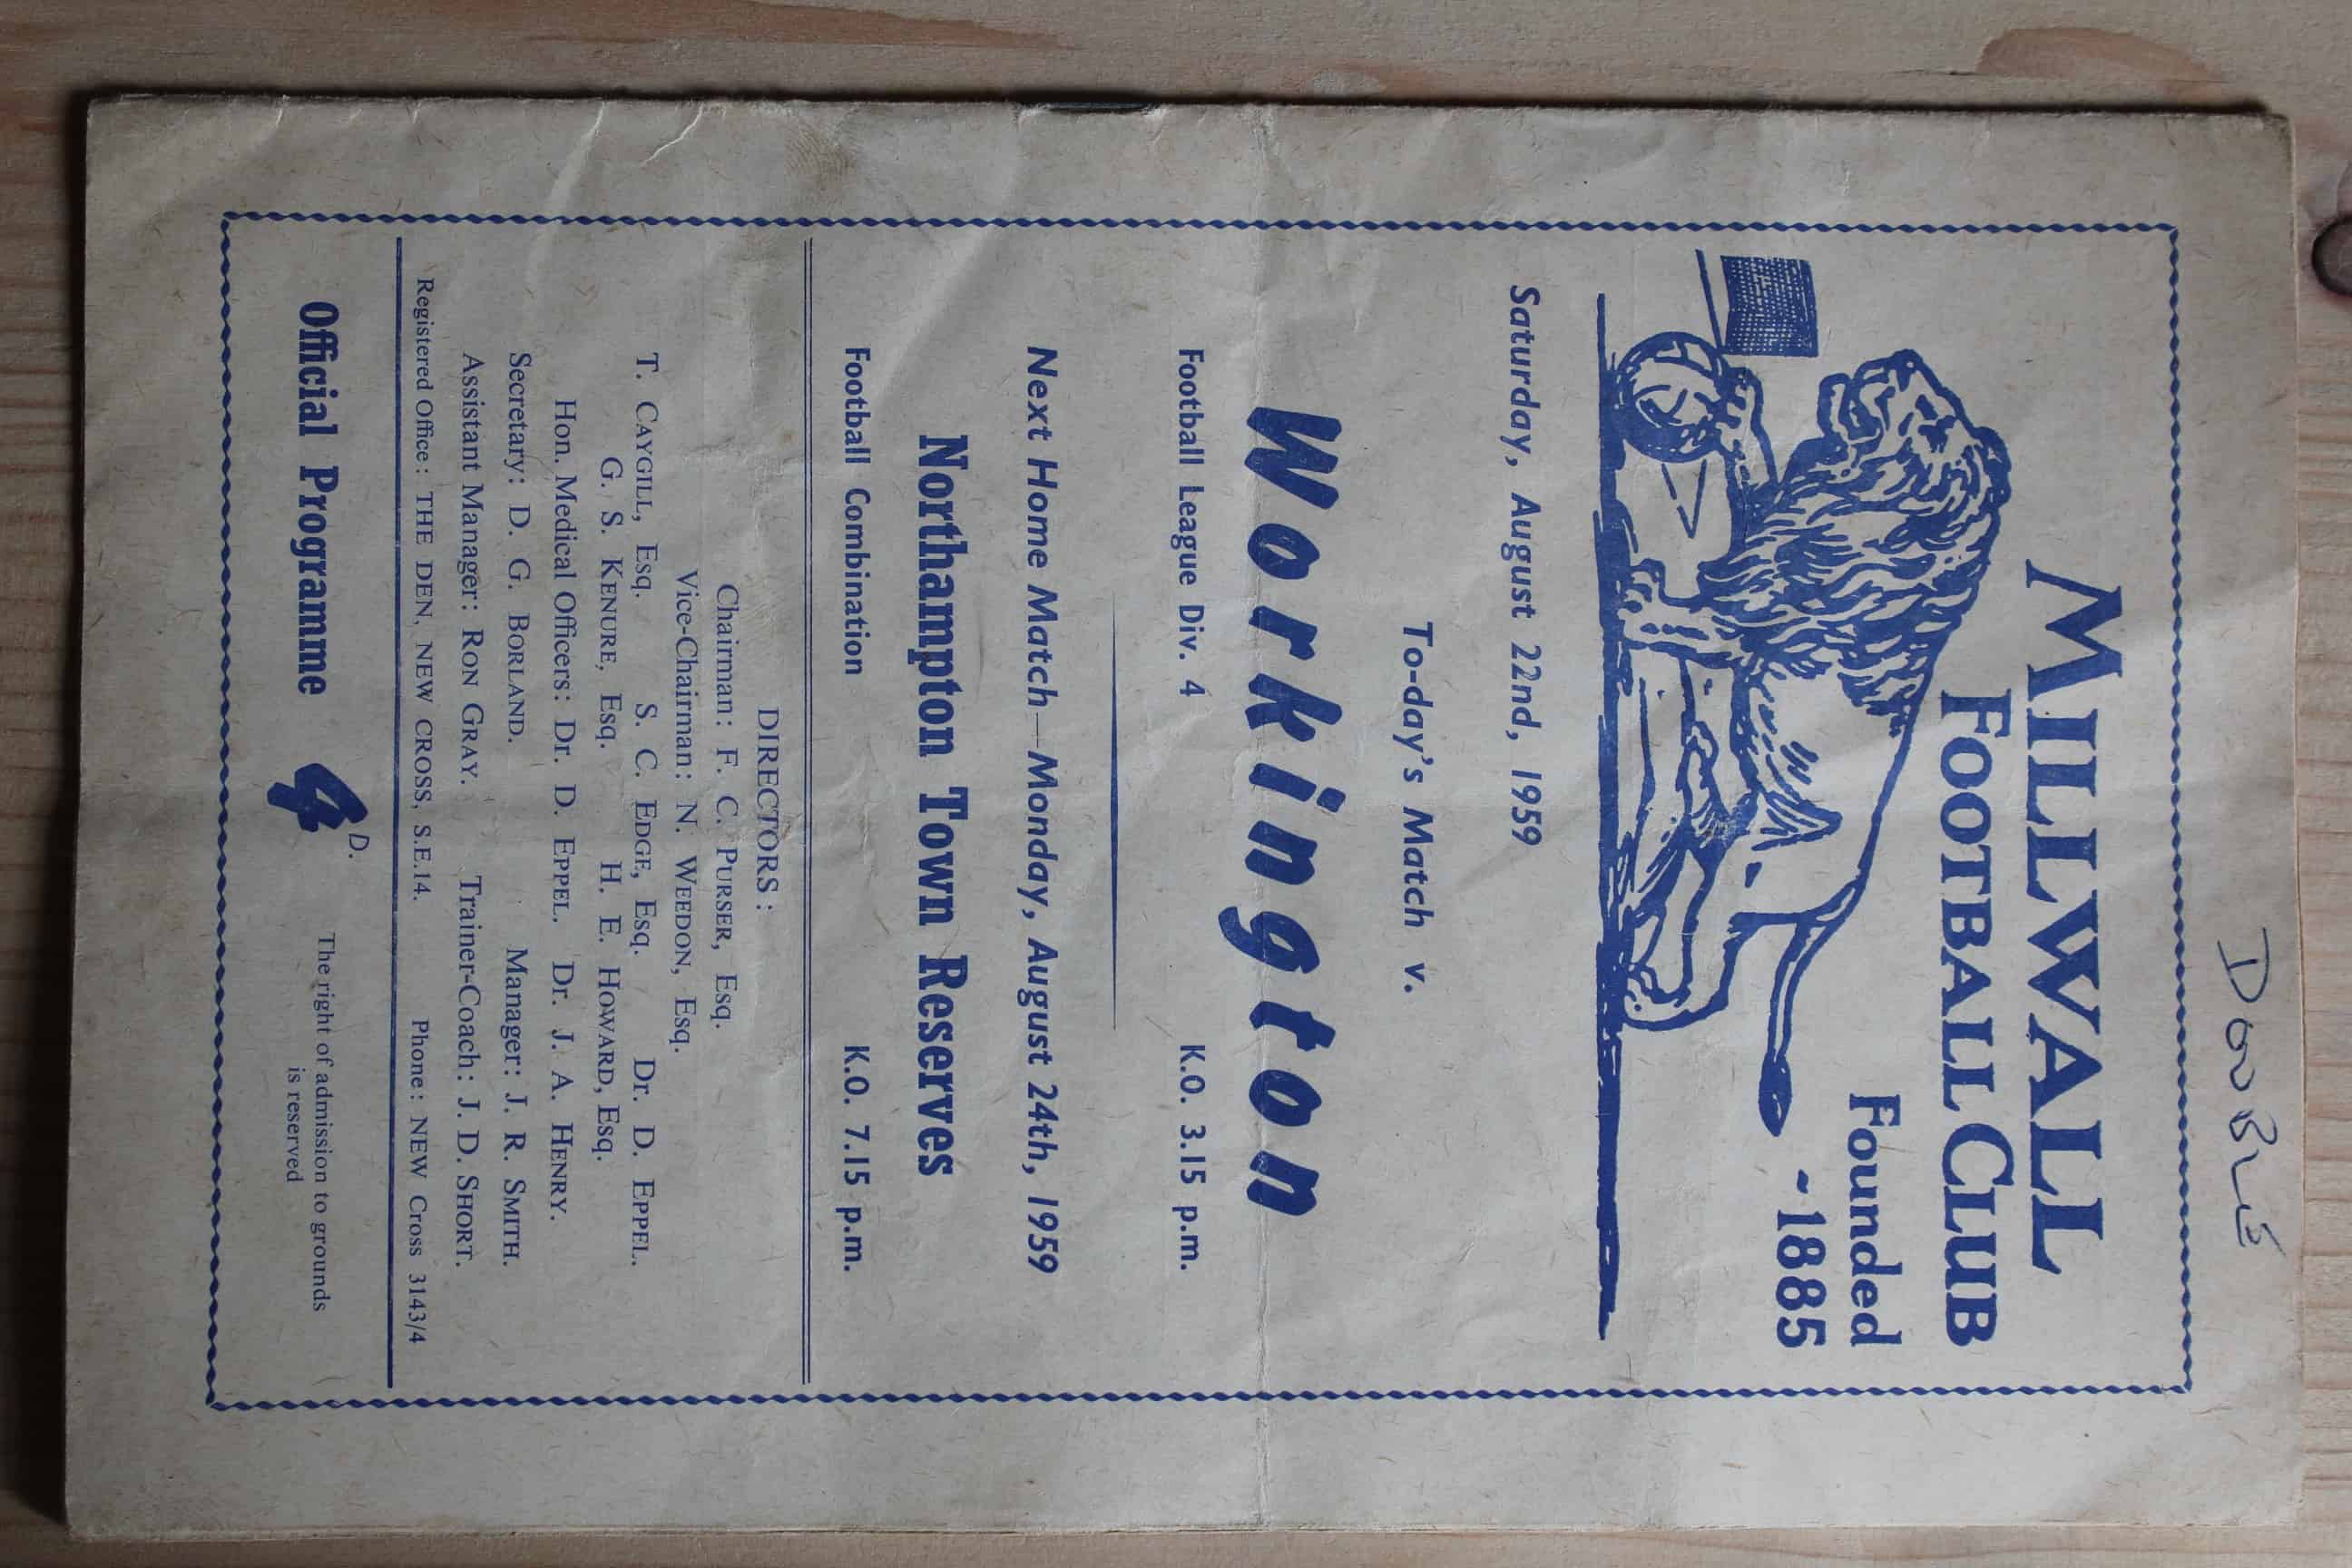 DOUBLE
MILLWALL
FOOTBALL CLUB
Founded
-1885
Saturday, August 22nd, 1959
To-day's Match v.
Workington
Football League Div. 4 K.O. 3.15 p.m.
Next Home Match—Monday, August 24th, 1959
Northampton Town Reserves
Football Combination K.O. 7.15 p.m.
DIRECTORS :
Chairman: F. C. PURSER, Esq.
Vice-Chairman: N. WEEDON, Esq.
T. CAYGILL, Esq. S. C. EDGE, Esq. Dr. D. EPPEL.
G. S. KENURE, Esq. H. E. HOWARD, Esq.
Hon. Medical Officers: Dr. D. EPPEL. Dr. J. A. HENRY.
Secretary: D. G. BORLAND. Manager: J. R. SMITH.
Assistant Manager: RON GRAY. Trainer-Coach: J. D. SHORT.
Registered Office: THE DEN, NEW CROSS, S.E.14. Phone: NEW Cross 3143/4
Official Programme 4D. The right of admission to grounds
is reserved